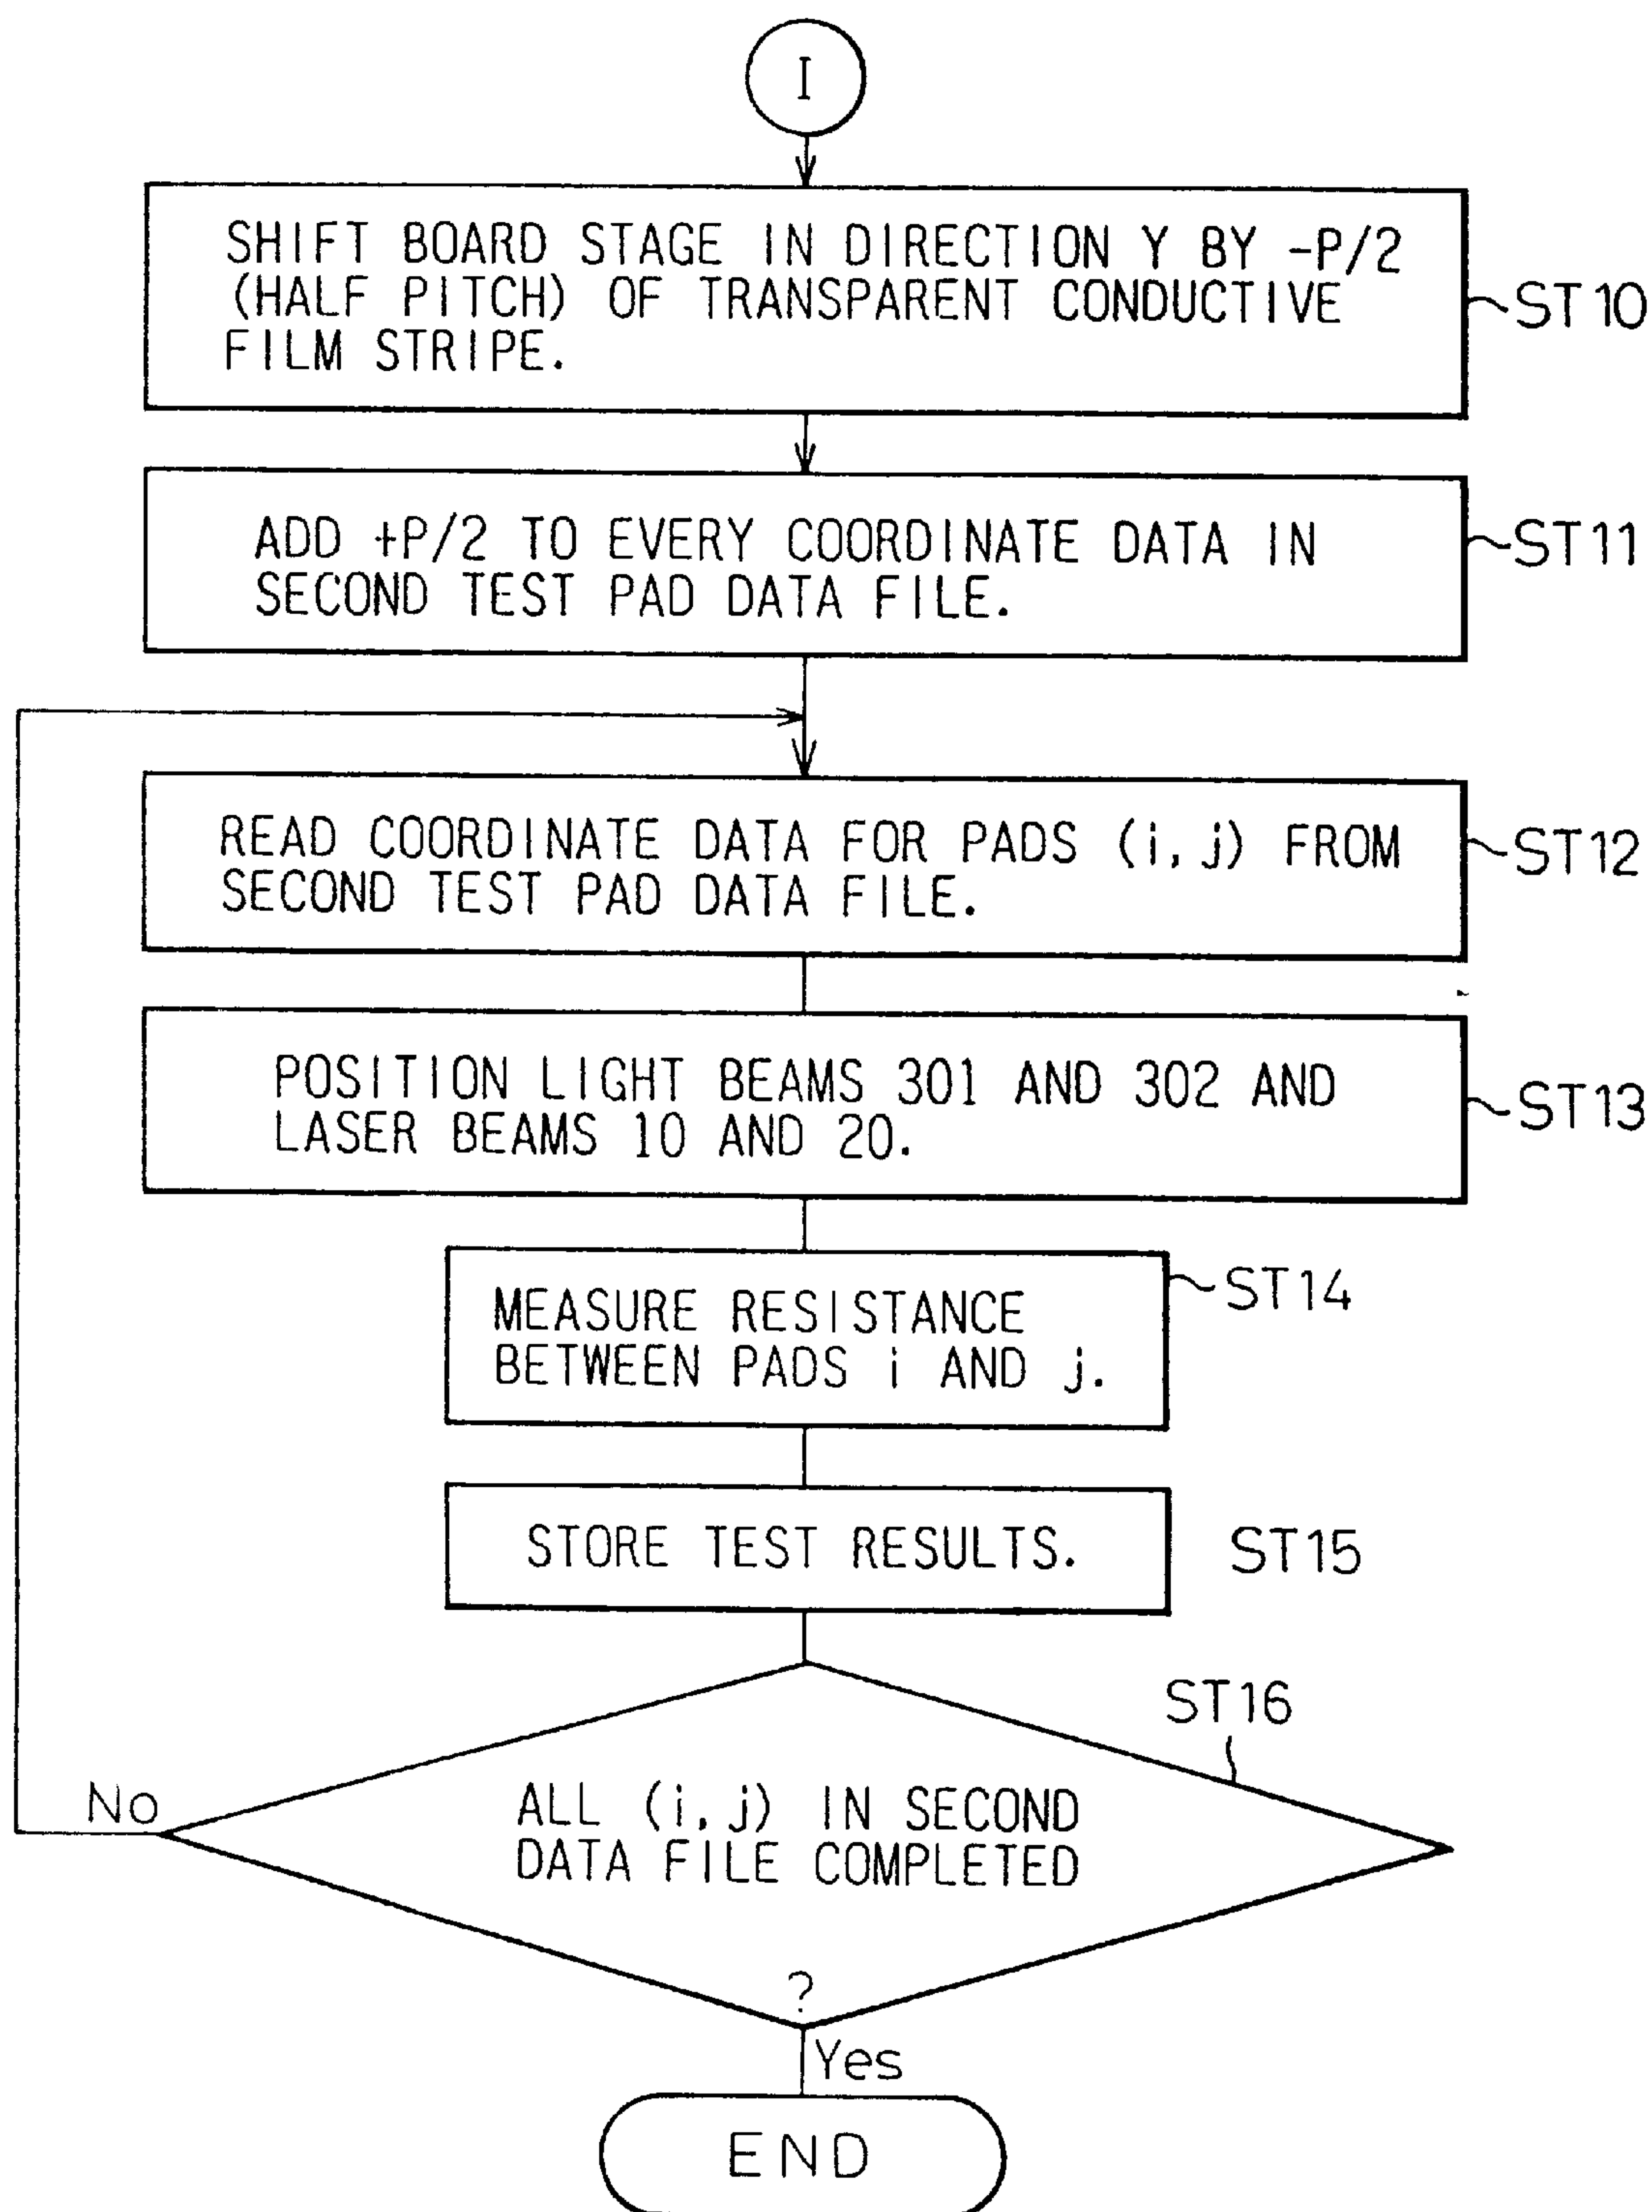 I
SHIFT BOARD STAGE IN DIRECTION Y BY -P/2
(HALF PITCH) OF TRANSPARENT CONDUCTIVE
FILM STRIPE.
ST10
ADD +P/2 TO EVERY COORDINATE DATA IN
SECOND TEST PAD DATA FILE.
ST11
READ COORDINATE DATA FOR PADS (i,j) FROM
SECOND TEST PAD DATA FILE.
ST12
POSITION LIGHT BEAMS 301 AND 302 AND
LASER BEAMS 10 AND 20.
ST13
MEASURE RESISTANCE
BETWEEN PADS i AND j.
ST14
STORE TEST RESULTS.
ST15
ST16
No
ALL (i,j) IN SECOND
DATA FILE COMPLETED
?
Yes
END